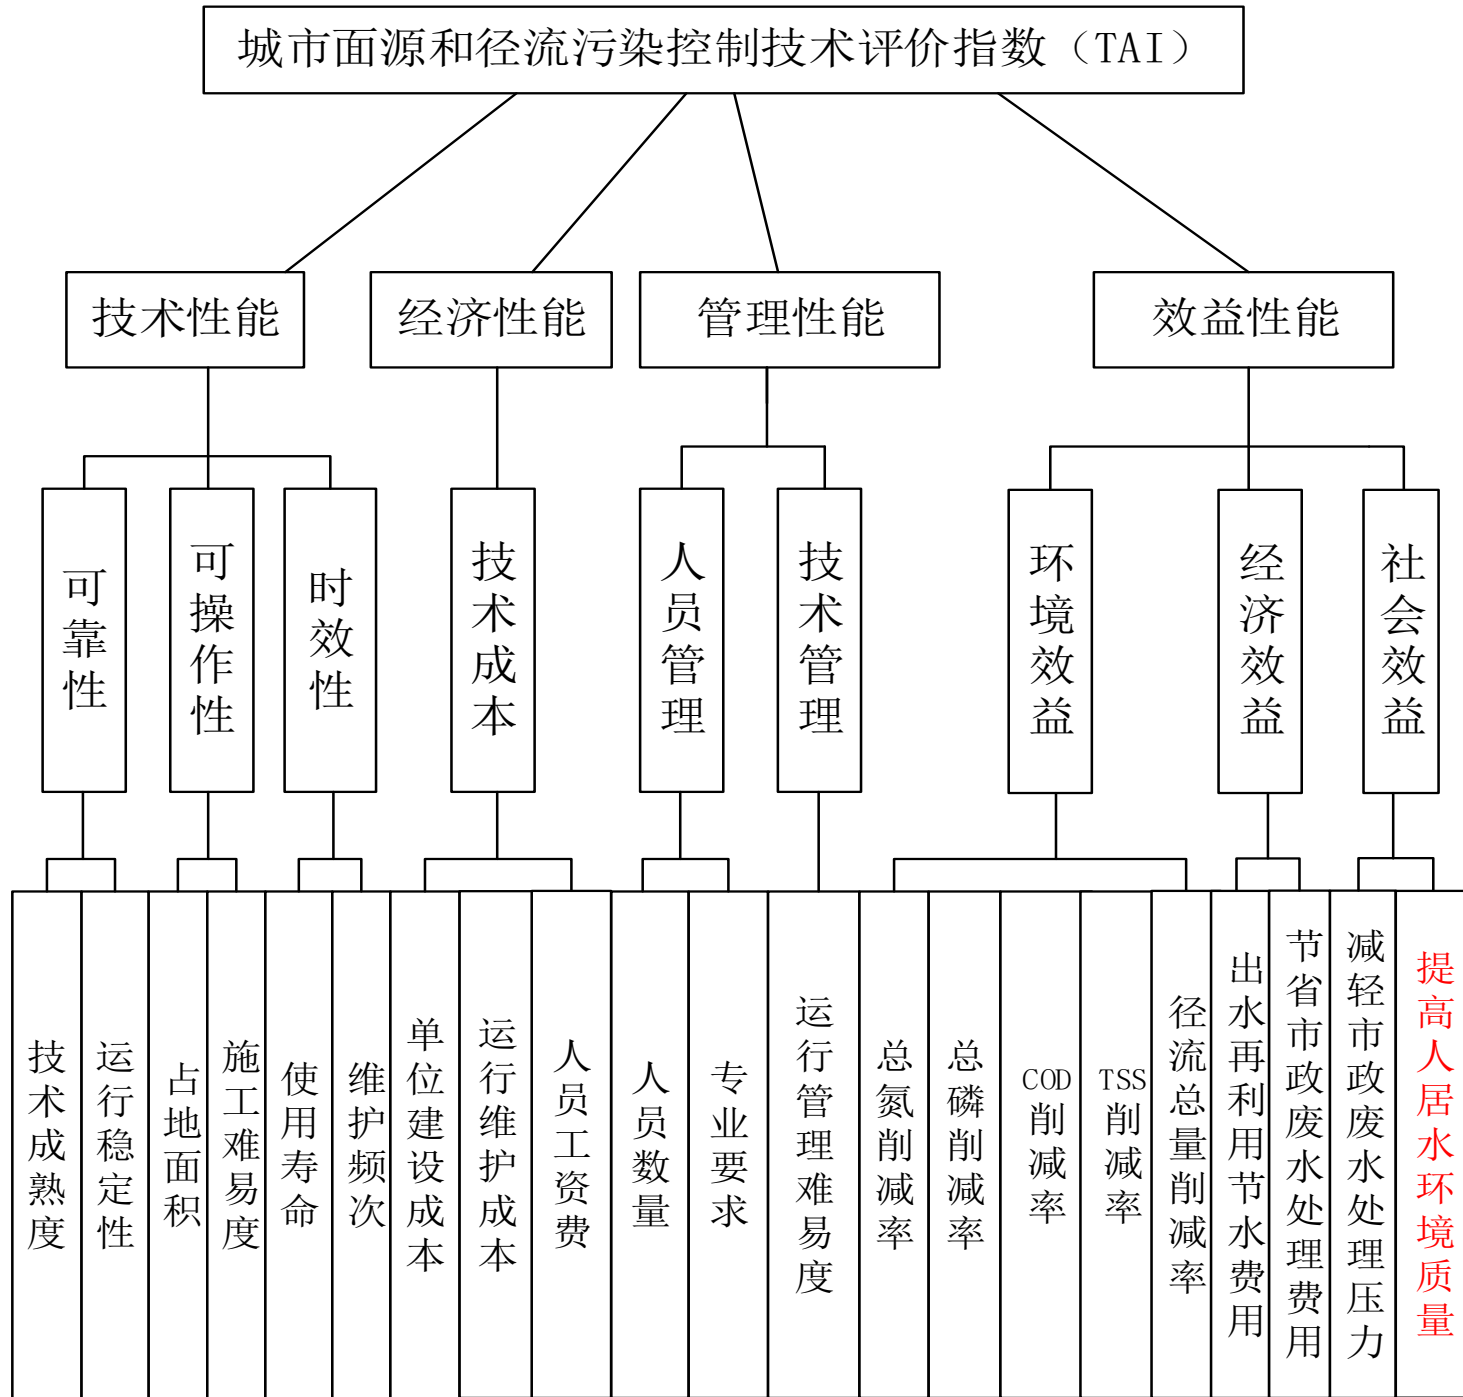 城市面源和径流污染控制技术评价指数（TAI）
技术性能
经济性能
管理性能
效益性能
可靠性
可操作性
时效性
技术成本
人员管理
技术管理
环境效益
经济效益
社会效益
技术成熟度
运行稳定性
占地面积
施工难易度
使用寿命
维护频次
单位建设成本
运行维护成本
人员工资费
人员数量
专业要求
运行管理难易度
总氮削减率
总磷削减率
COD削减率
TSS削减率
径流总量削减率
出水再利用节水费用
节省市政废水处理费用
减轻市政废水处理压力
提高人居水环境质量